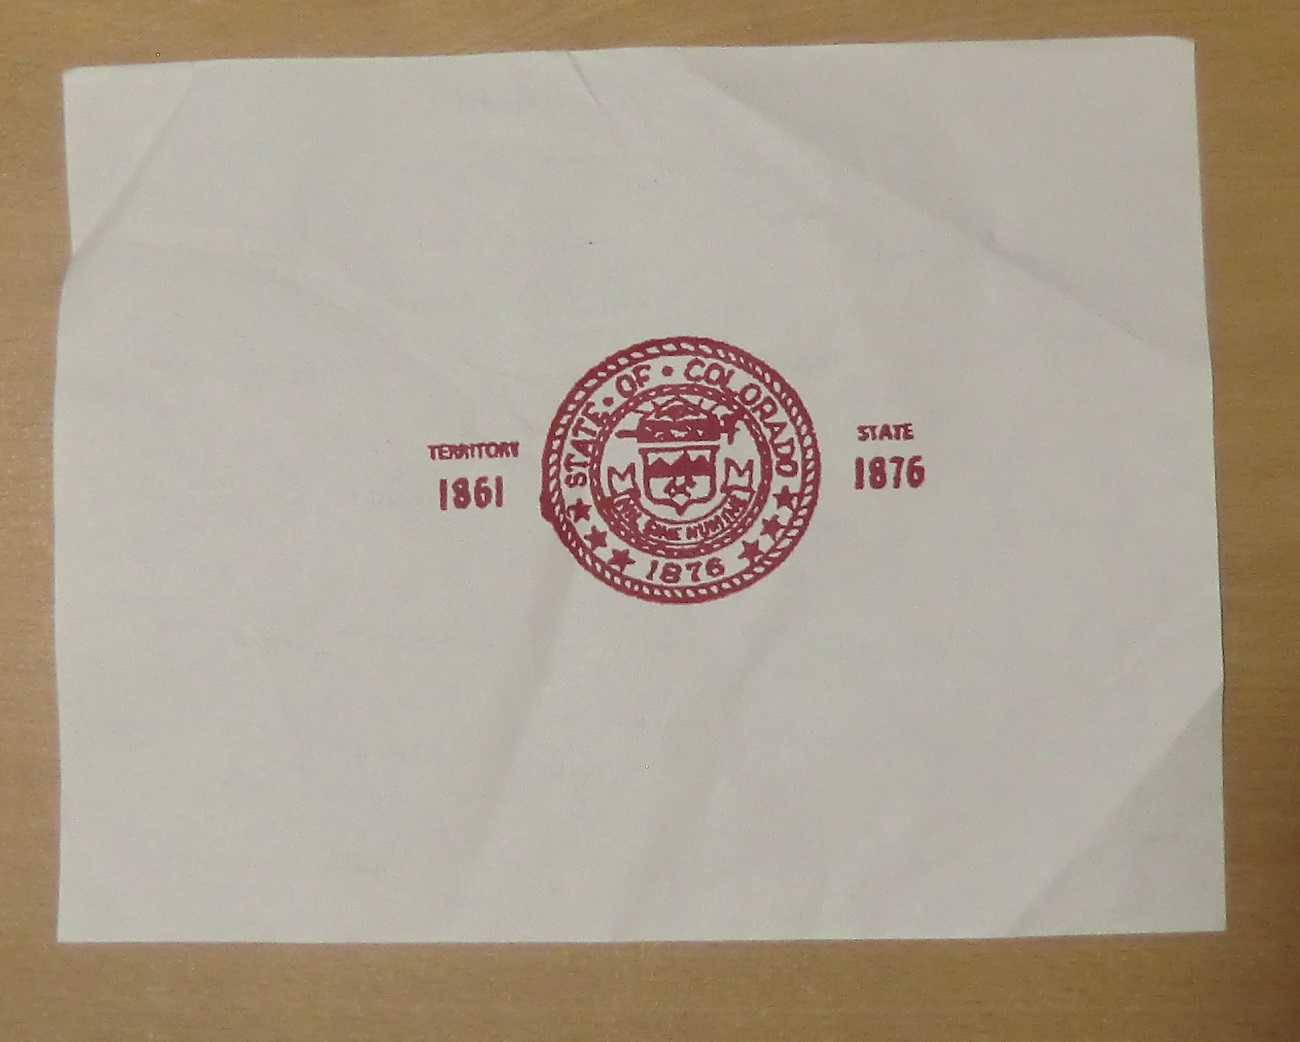 STATE • OF • COLORADO
TERRITORY
1861
NIL SINE NUMINE
1876
STATE
1876